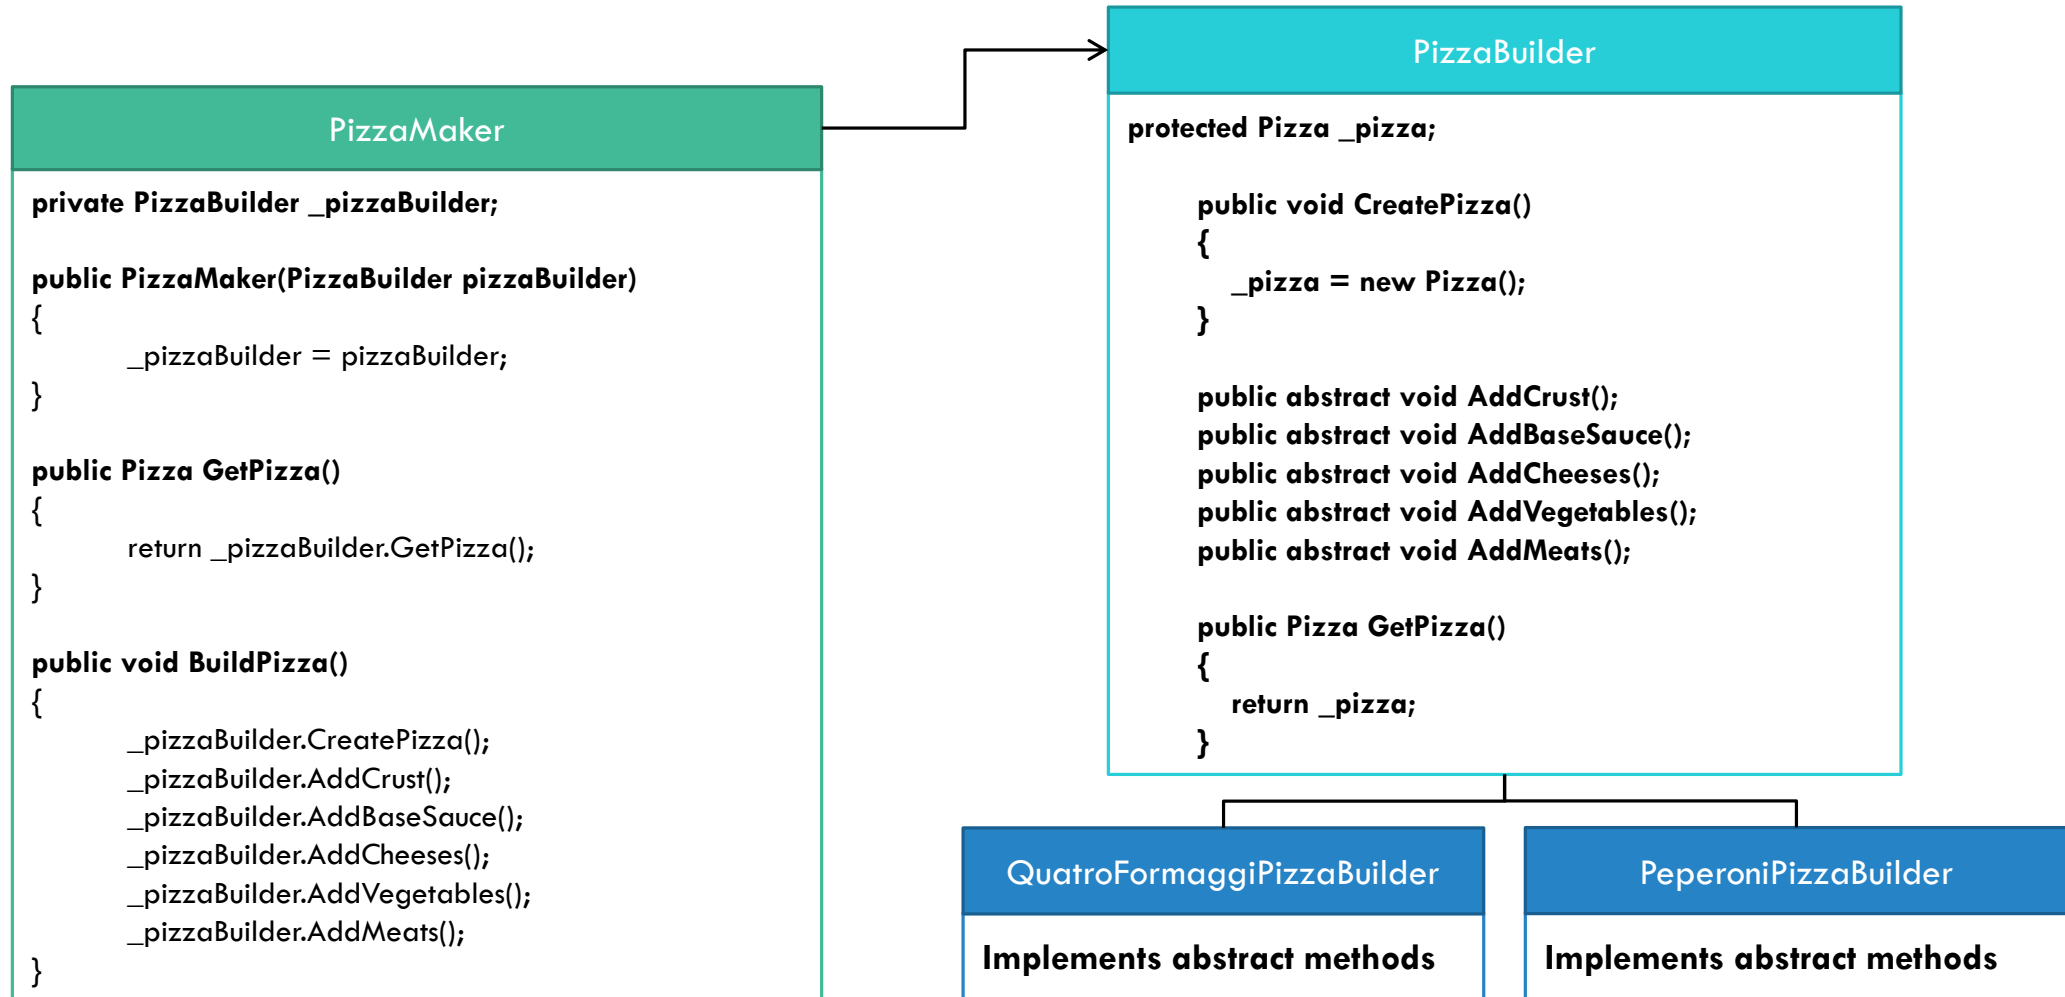 PizzaMaker
private PizzaBuilder _pizzaBuilder;
public PizzaMaker(PizzaBuilder pizzaBuilder)
{
_pizzaBuilder = pizzaBuilder;
}
public Pizza GetPizza()
{
return _pizzaBuilder.GetPizza();
}
public void BuildPizza()
{
_pizzaBuilder.CreatePizza();
_pizzaBuilder.AddCrust();
_pizzaBuilder.AddBaseSauce();
_pizzaBuilder.AddCheeses();
_pizzaBuilder.AddVegetables();
_pizzaBuilder.AddMeats();
}
PizzaBuilder
protected Pizza _pizza;
public void CreatePizza()
{
_pizza = new Pizza();
}
public abstract void AddCrust();
public abstract void AddBaseSauce();
public abstract void AddCheeses();
public abstract void AddVegetables();
public abstract void AddMeats();
public Pizza GetPizza()
{
return _pizza;
}
QuatroFormaggiPizzaBuilder
Implements abstract methods
PeperoniPizzaBuilder
Implements abstract methods